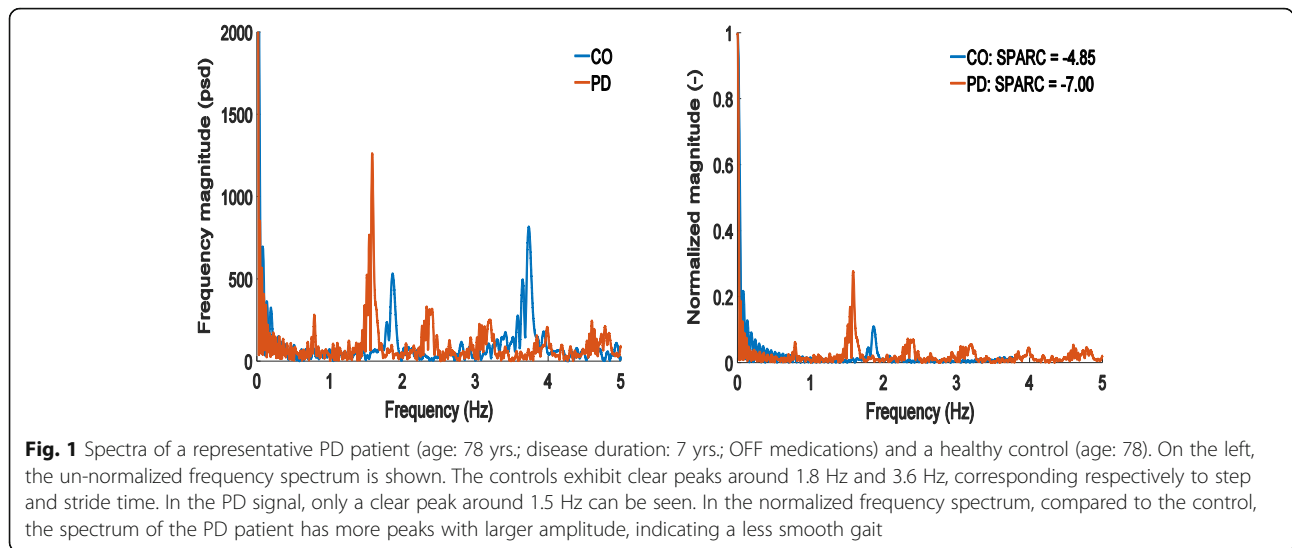 2000
1500
1000
500
0
Frequency magnitude (psd)
CO
PD
0 1 2 3 4 5
Frequency (Hz)
1
0.8
0.6
0.4
0.2
0
Normalized magnitude (-)
CO: SPARC = -4.85
PD: SPARC = -7.00
0 1 2 3 4 5
Frequency (Hz)
Fig. 1 Spectra of a representative PD patient (age: 78 yrs.; disease duration: 7 yrs.; OFF medications) and a healthy control (age: 78). On the left,
the un-normalized frequency spectrum is shown. The controls exhibit clear peaks around 1.8 Hz and 3.6 Hz, corresponding respectively to step
and stride time. In the PD signal, only a clear peak around 1.5 Hz can be seen. In the normalized frequency spectrum, compared to the control,
the spectrum of the PD patient has more peaks with larger amplitude, indicating a less smooth gait